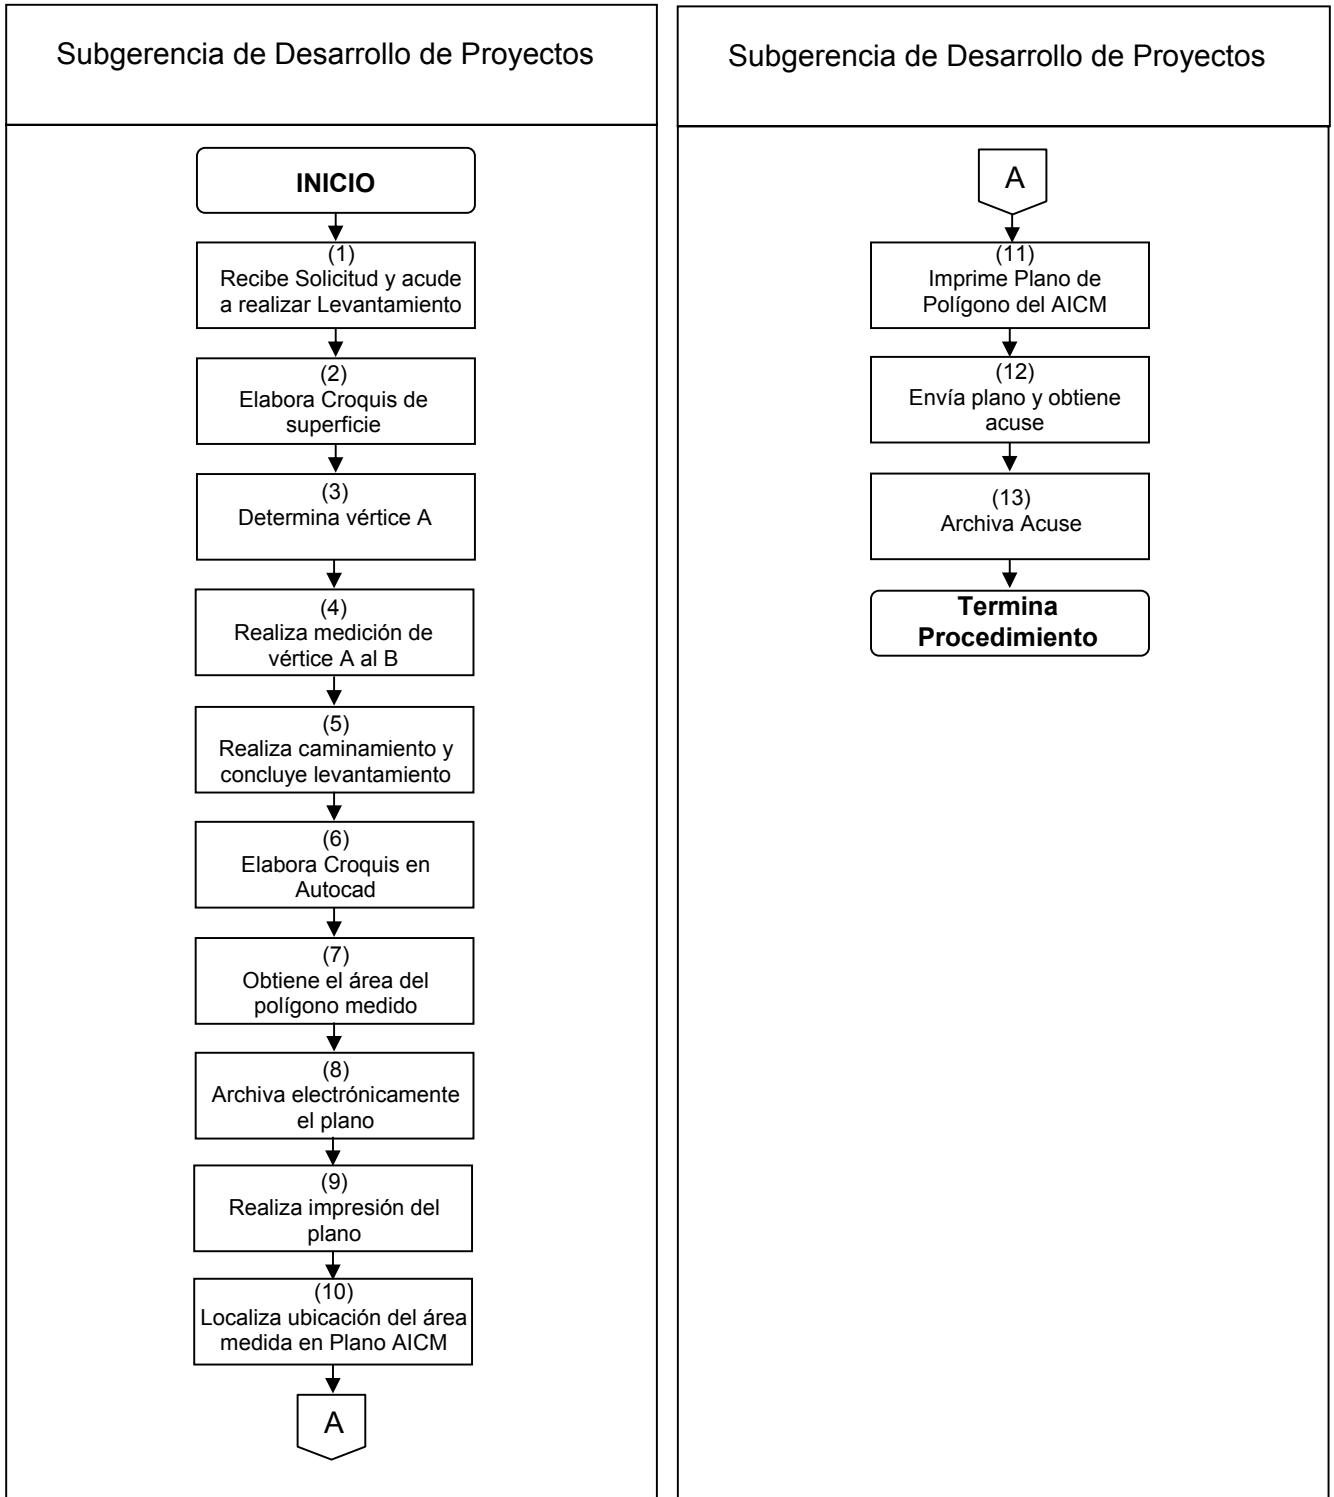 Subgerencia de Desarrollo de Proyectos
INICIO
(1)
Recibe Solicitud y acude
a realizar Levantamiento
(2)
Elabora Croquis de
superficie
(3)
Determina vértice A
(4)
Realiza medición de
vértice A al B
(5)
Realiza caminamiento y
concluye levantamiento
(6)
Elabora Croquis en
Autocad
(7)
Obtiene el área del
polígono medido
(8)
Archiva electrónicamente
el plano
(9)
Realiza impresión del
plano
(10)
Localiza ubicación del área
medida en Plano AICM
A
Subgerencia de Desarrollo de Proyectos
A
(11)
Imprime Plano de
Polígono del AICM
(12)
Envía plano y obtiene
acuse
(13)
Archiva Acuse
Termina
Procedimiento